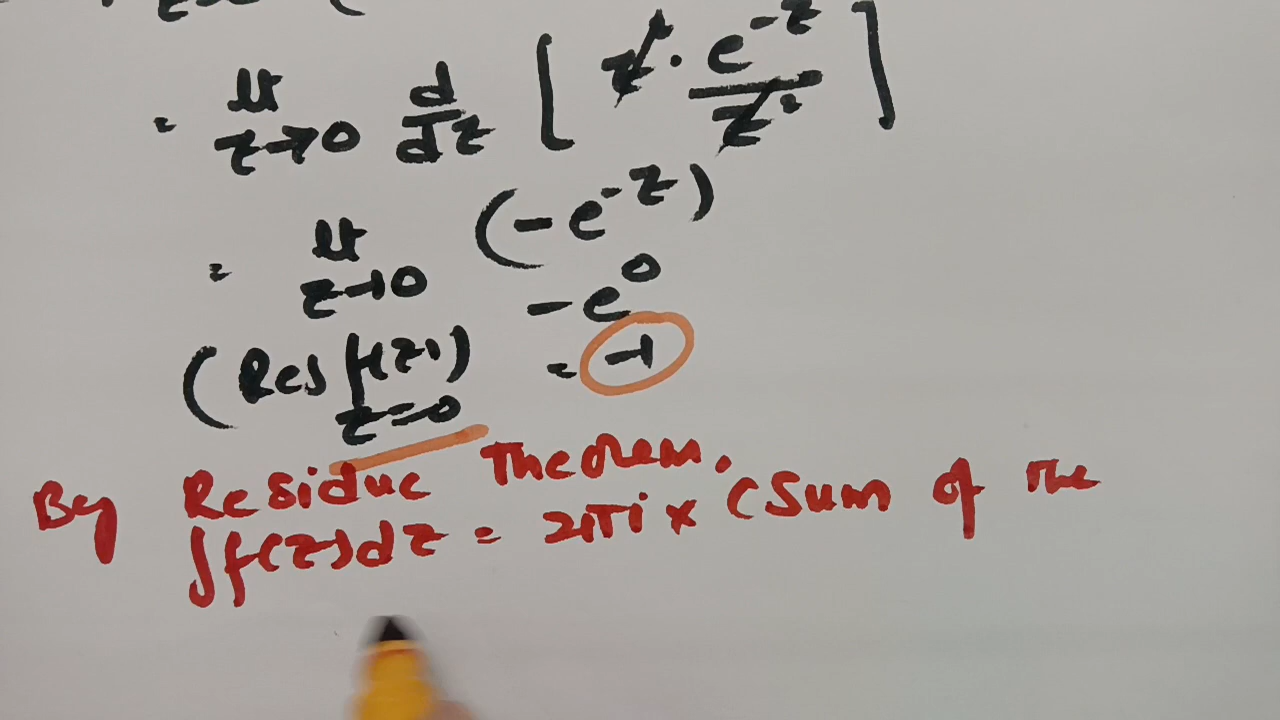 = lt z→0 d/dz [ z² · e^-z / z² ]
= lt z→0 (-e^-z)
- e^0
(Res f(z)) z=0 = -1
By Residue Theorem.
∫f(z)dz = 2πi × (Sum of the